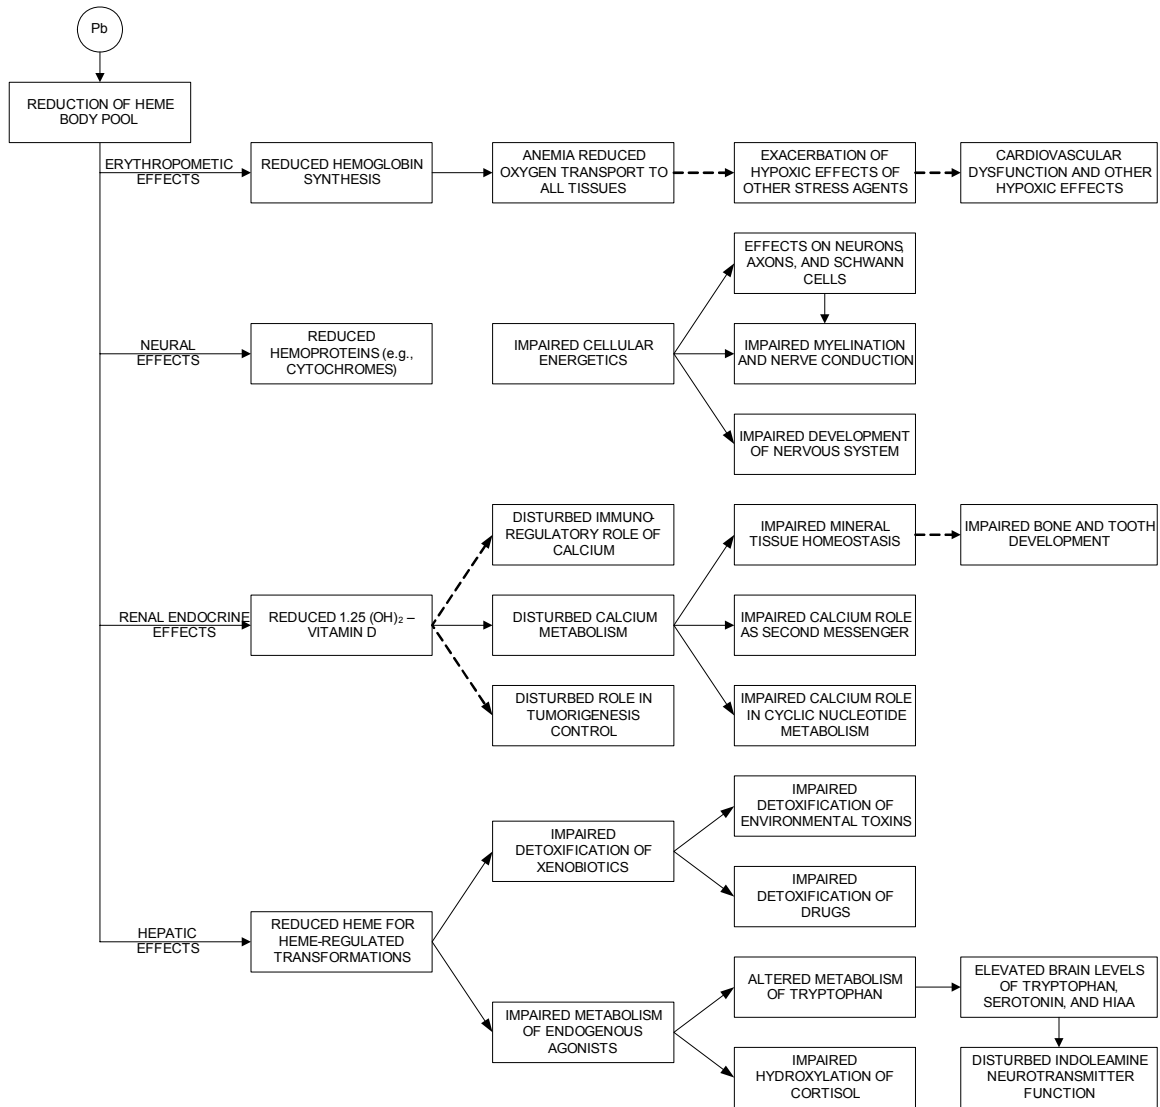 Pb
REDUCTION OF HEME
BODY POOL
ERYTHROPOMETIC
EFFECTS
REDUCED HEMOGLOBIN
SYNTHESIS
ANEMIA REDUCED
OXYGEN TRANSPORT TO
ALL TISSUES
EXACERBATION OF
HYPOXIC EFFECTS OF
OTHER STRESS AGENTS
CARDIOVASCULAR
DYSFUNCTION AND OTHER
HYPOXIC EFFECTS
NEURAL
EFFECTS
REDUCED
HEMOPROTEINS (e.g.,
CYTOCHROMES)
IMPAIRED CELLULAR
ENERGETICS
EFFECTS ON NEURONS,
AXONS, AND SCHWANN
CELLS
IMPAIRED MYELINATION
AND NERVE CONDUCTION
IMPAIRED DEVELOPMENT
OF NERVOUS SYSTEM
RENAL ENDOCRINE
EFFECTS
REDUCED 1.25 (OH)₂ –
VITAMIN D
DISTURBED IMMUNO-
REGULATORY ROLE OF
CALCIUM
DISTURBED CALCIUM
METABOLISM
DISTURBED ROLE IN
TUMORIGENESIS
CONTROL
IMPAIRED MINERAL
TISSUE HOMEOSTASIS
IMPAIRED BONE AND TOOTH
DEVELOPMENT
IMPAIRED CALCIUM ROLE
AS SECOND MESSENGER
IMPAIRED CALCIUM ROLE
IN CYCLIC NUCLEOTIDE
METABOLISM
HEPATIC
EFFECTS
REDUCED HEME FOR
HEME-REGULATED
TRANSFORMATIONS
IMPAIRED
DETOXIFICATION OF
XENOBIOTICS
IMPAIRED
DETOXIFICATION OF
ENVIRONMENTAL TOXINS
IMPAIRED
DETOXIFICATION OF
DRUGS
IMPAIRED METABOLISM
OF ENDOGENOUS
AGONISTS
ALTERED METABOLISM
OF TRYPTOPHAN
ELEVATED BRAIN LEVELS
OF TRYPTOPHAN,
SEROTONIN, AND HIAA
IMPAIRED
HYDROXYLATION OF
CORTISOL
DISTURBED INDOLEAMINE
NEUROTRANSMITTER
FUNCTION